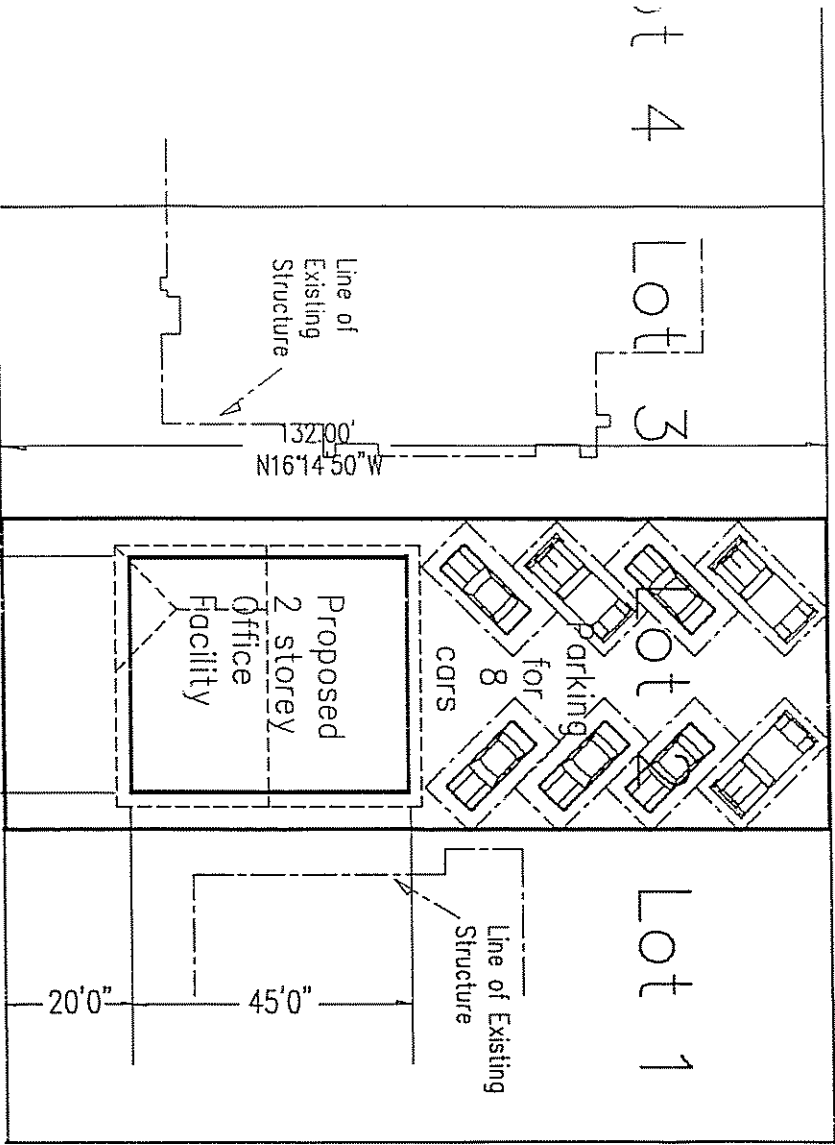 Lot 3
Line of
Existing
Structure
132.00'
N16°14'50"W
Lot 2
Parking
for
8
cars
Proposed
2 storey
Office
Facility
Lot 1
Line of Existing
Structure
20'0"
45'0"
4